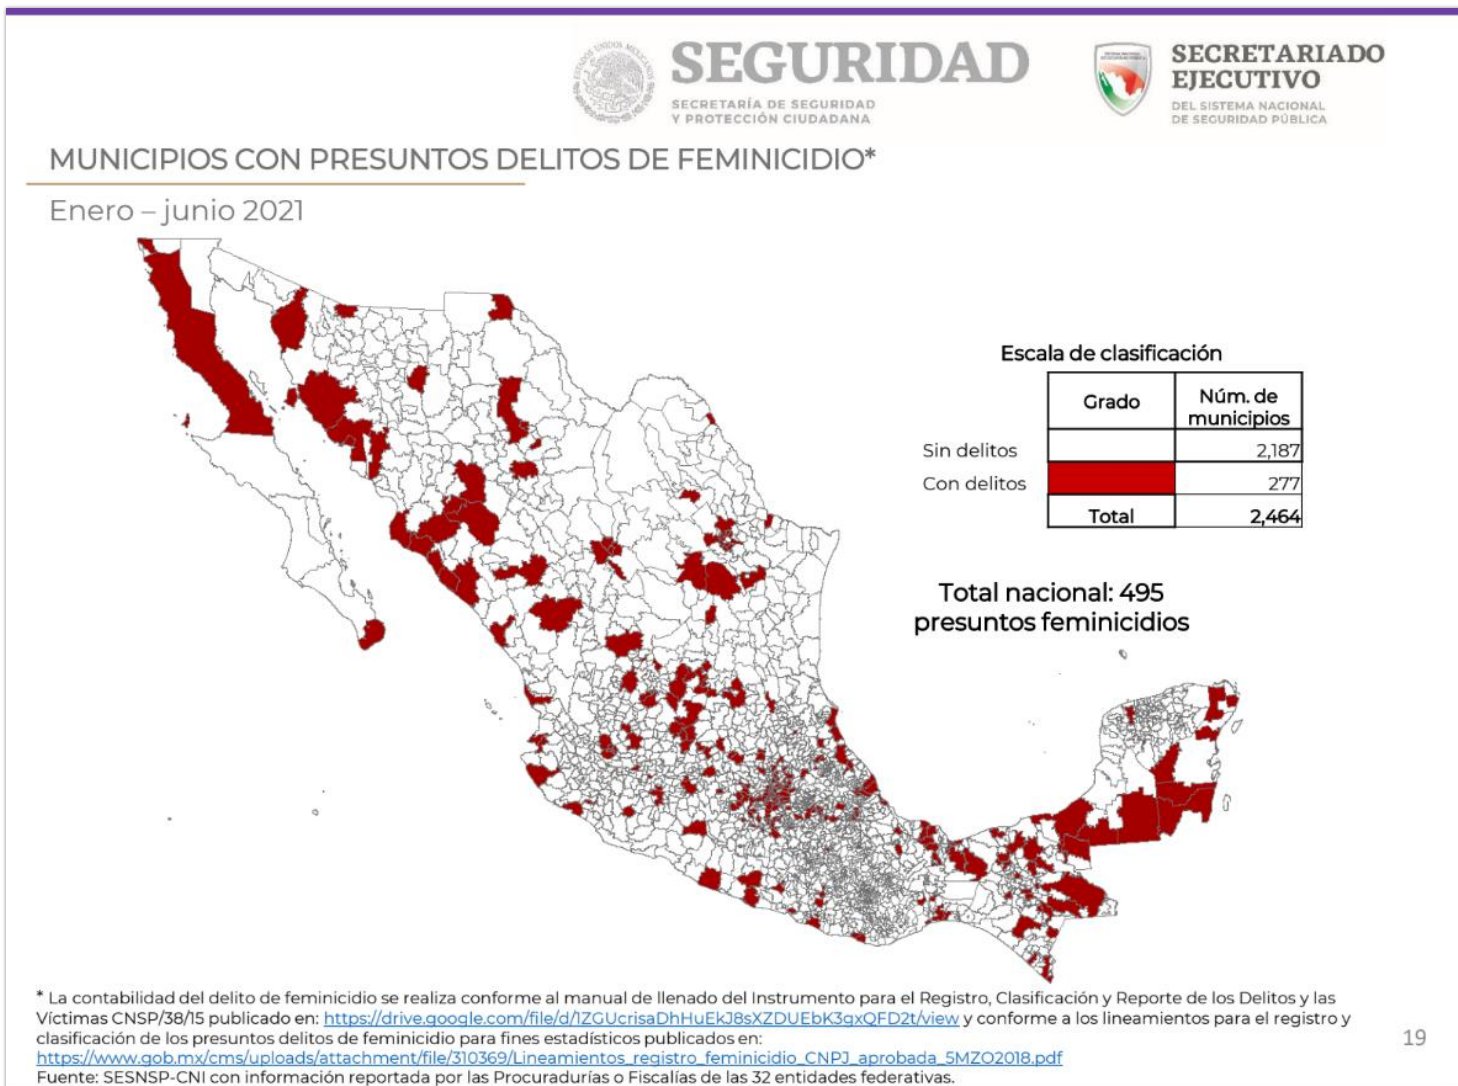 SEGURIDAD
SECRETARÍA DE SEGURIDAD
Y PROTECCIÓN CIUDADANA
SECRETARIADO
EJECUTIVO
DEL SISTEMA NACIONAL
DE SEGURIDAD PÚBLICA
MUNICIPIOS CON PRESUNTOS DELITOS DE FEMINICIDIO*
Enero – junio 2021
Escala de clasificación
Grado Núm. de
municipios
Sin delitos 2,187
Con delitos 277
Total 2,464
Total nacional: 495
presuntos feminicidios
* La contabilidad del delito de feminicidio se realiza conforme al manual de llenado del Instrumento para el Registro, Clasificación y Reporte de los Delitos y las
Víctimas CNSP/38/15 publicado en: https://drive.google.com/file/d/1ZGUcrisaDhHuEkJ8sXZDUEbK3gxQFD2t/view y conforme a los lineamientos para el registro y
clasificación de los presuntos delitos de feminicidio para fines estadísticos publicados en:
https://www.gob.mx/cms/uploads/attachment/file/310369/Lineamientos_registro_feminicidio_CNPJ_aprobada_5MZO2018.pdf
Fuente: SESNSP-CNI con información reportada por las Procuradurías o Fiscalías de las 32 entidades federativas.
19